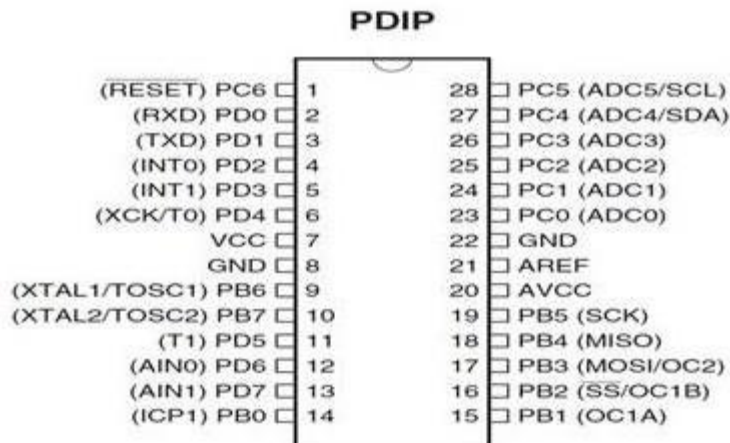 PDIP
(RESET) PC6 1 28 PC5 (ADC5/SCL)
(RXD) PD0 2 27 PC4 (ADC4/SDA)
(TXD) PD1 3 26 PC3 (ADC3)
(INT0) PD2 4 25 PC2 (ADC2)
(INT1) PD3 5 24 PC1 (ADC1)
(XCK/T0) PD4 6 23 PC0 (ADC0)
VCC 7 22 GND
GND 8 21 AREF
(XTAL1/TOSC1) PB6 9 20 AVCC
(XTAL2/TOSC2) PB7 10 19 PB5 (SCK)
(T1) PD5 11 18 PB4 (MISO)
(AIN0) PD6 12 17 PB3 (MOSI/OC2)
(AIN1) PD7 13 16 PB2 (SS/OC1B)
(ICP1) PB0 14 15 PB1 (OC1A)